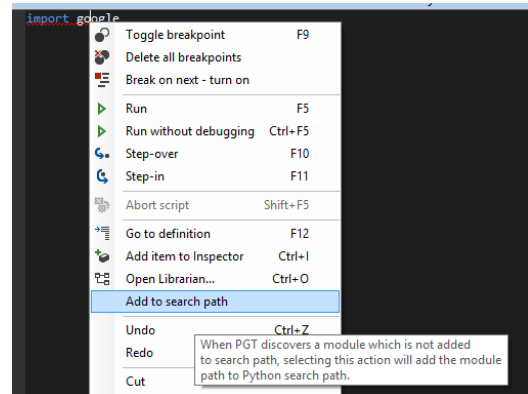 import google
Toggle breakpoint F9
Delete all breakpoints
Break on next - turn on
Run F5
Run without debugging Ctrl+F5
Step-over F10
Step-in F11
Abort script Shift+F5
Go to definition F12
Add item to Inspector Ctrl+I
Open Librarian... Ctrl+O
Add to search path
Undo Ctrl+Z
Redo
When PGT discovers a module which is not added
to search path, selecting this action will add the module
path to Python search path.
Cut